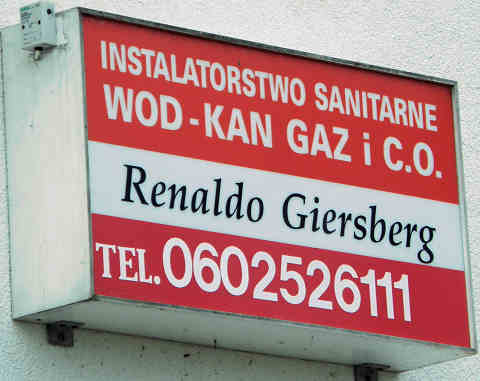 INSTALATORSTWO SANITARNE
WOD-KAN GAZ i C.O.
Renaldo Giersberg
TEL. 0602526111